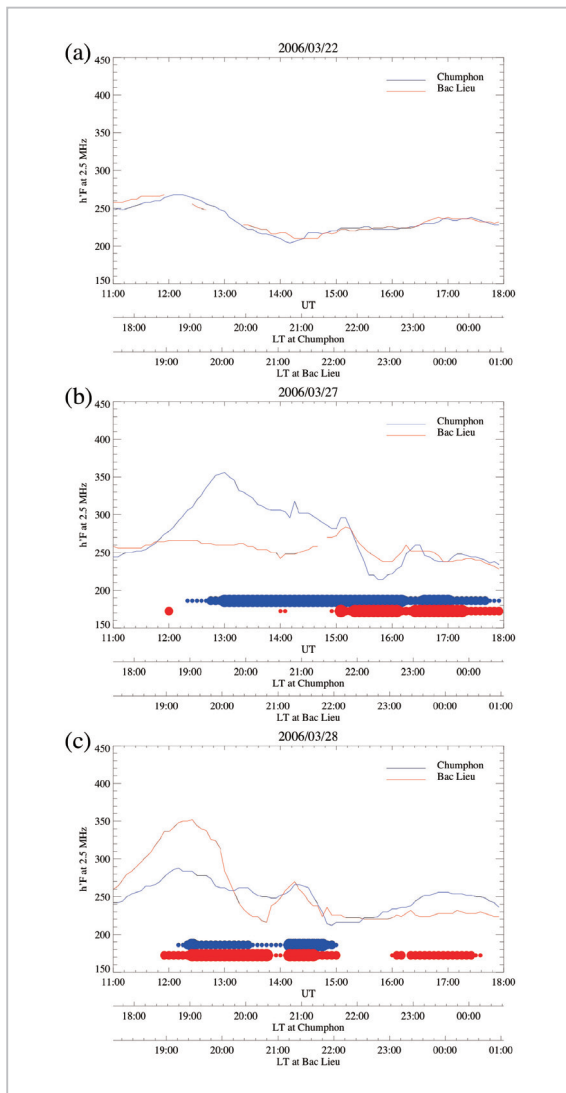 (a)
2006/03/22
450
400
350
300
250
200
150
h'F at 2.5 MHz
Chumphon
Bac Lieu
11:00 12:00 13:00 14:00 15:00 16:00 17:00 18:00
UT
18:00 19:00 20:00 21:00 22:00 23:00 00:00
LT at Chumphon
19:00 20:00 21:00 22:00 23:00 00:00 01:00
LT at Bac Lieu
(b)
2006/03/27
450
400
350
300
250
200
150
h'F at 2.5 MHz
Chumphon
Bac Lieu
11:00 12:00 13:00 14:00 15:00 16:00 17:00 18:00
UT
18:00 19:00 20:00 21:00 22:00 23:00 00:00
LT at Chumphon
19:00 20:00 21:00 22:00 23:00 00:00 01:00
LT at Bac Lieu
(c)
2006/03/28
450
400
350
300
250
200
150
h'F at 2.5 MHz
Chumphon
Bac Lieu
11:00 12:00 13:00 14:00 15:00 16:00 17:00 18:00
UT
18:00 19:00 20:00 21:00 22:00 23:00 00:00
LT at Chumphon
19:00 20:00 21:00 22:00 23:00 00:00 01:00
LT at Bac Lieu